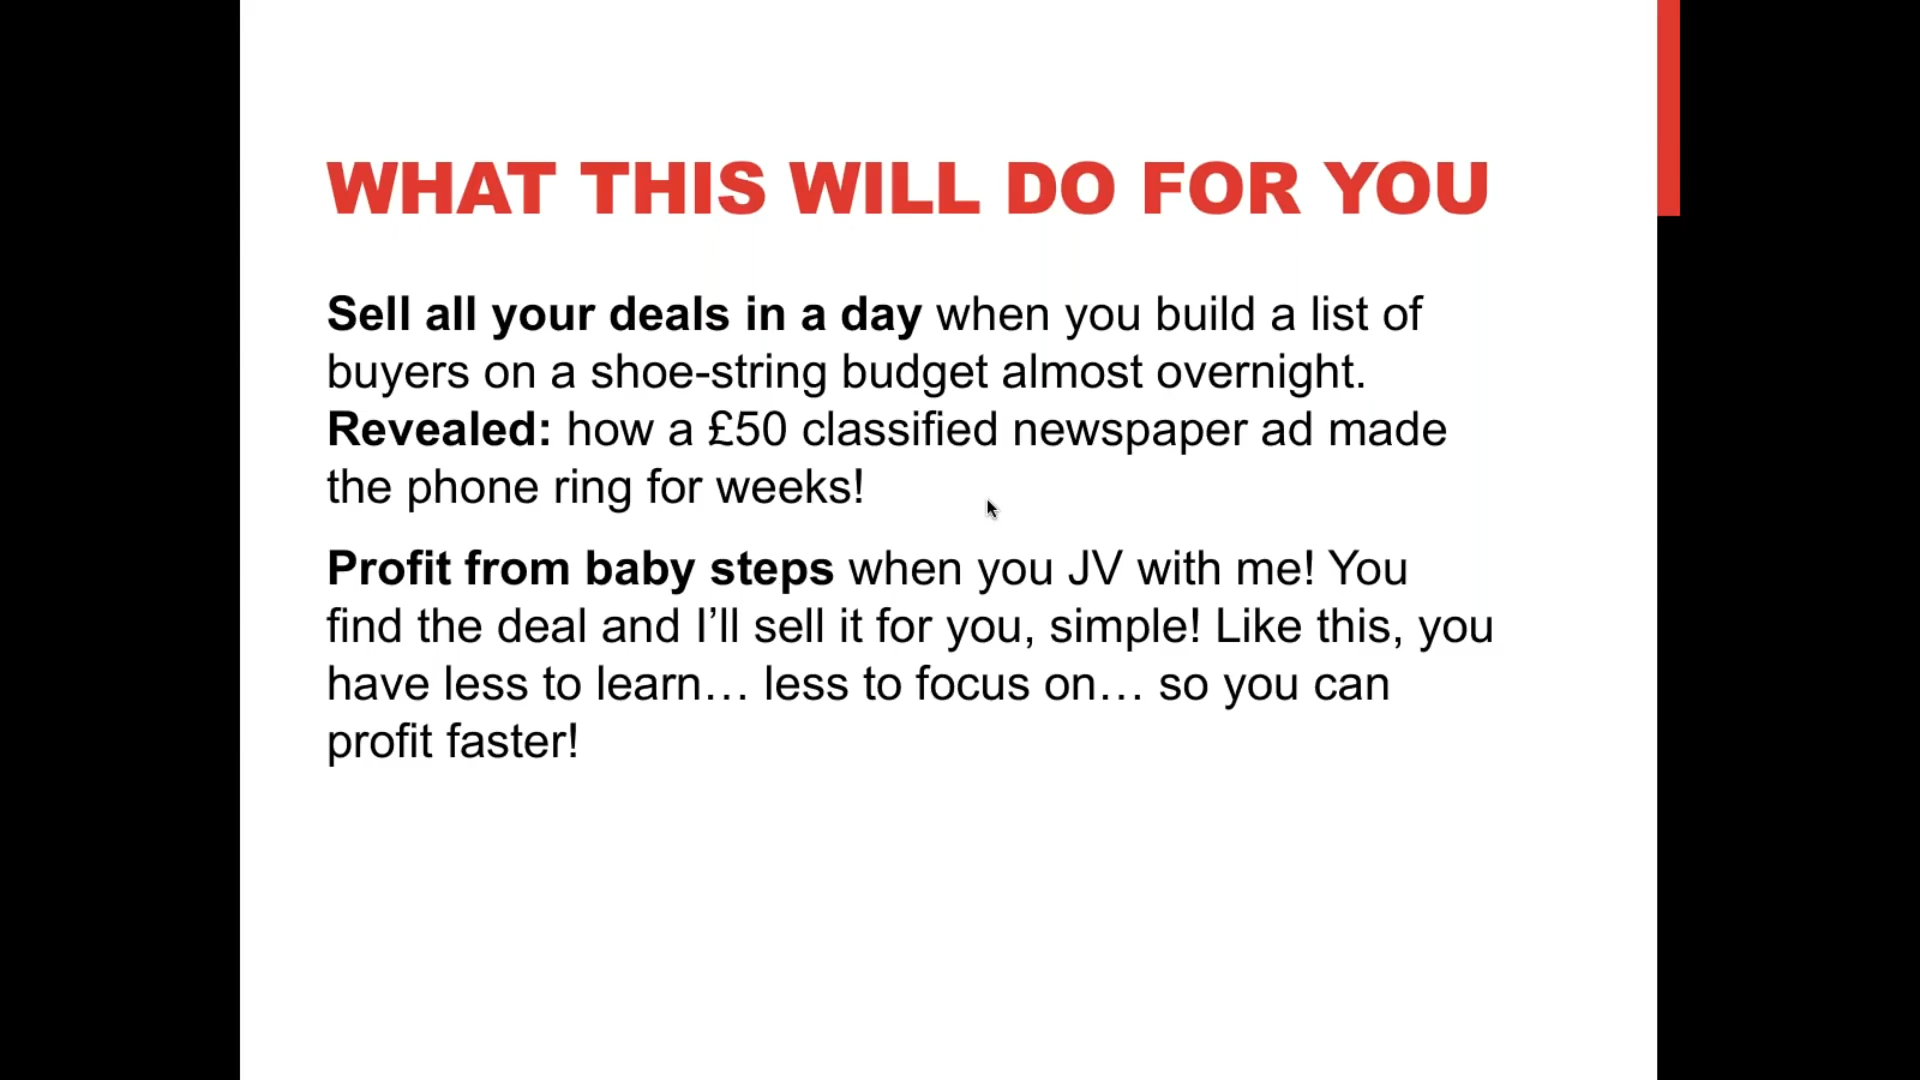 WHAT THIS WILL DO FOR YOU
Sell all your deals in a day when you build a list of
buyers on a shoe-string budget almost overnight.
Revealed: how a £50 classified newspaper ad made
the phone ring for weeks!
Profit from baby steps when you JV with me! You
find the deal and I’ll sell it for you, simple! Like this, you
have less to learn… less to focus on… so you can
profit faster!